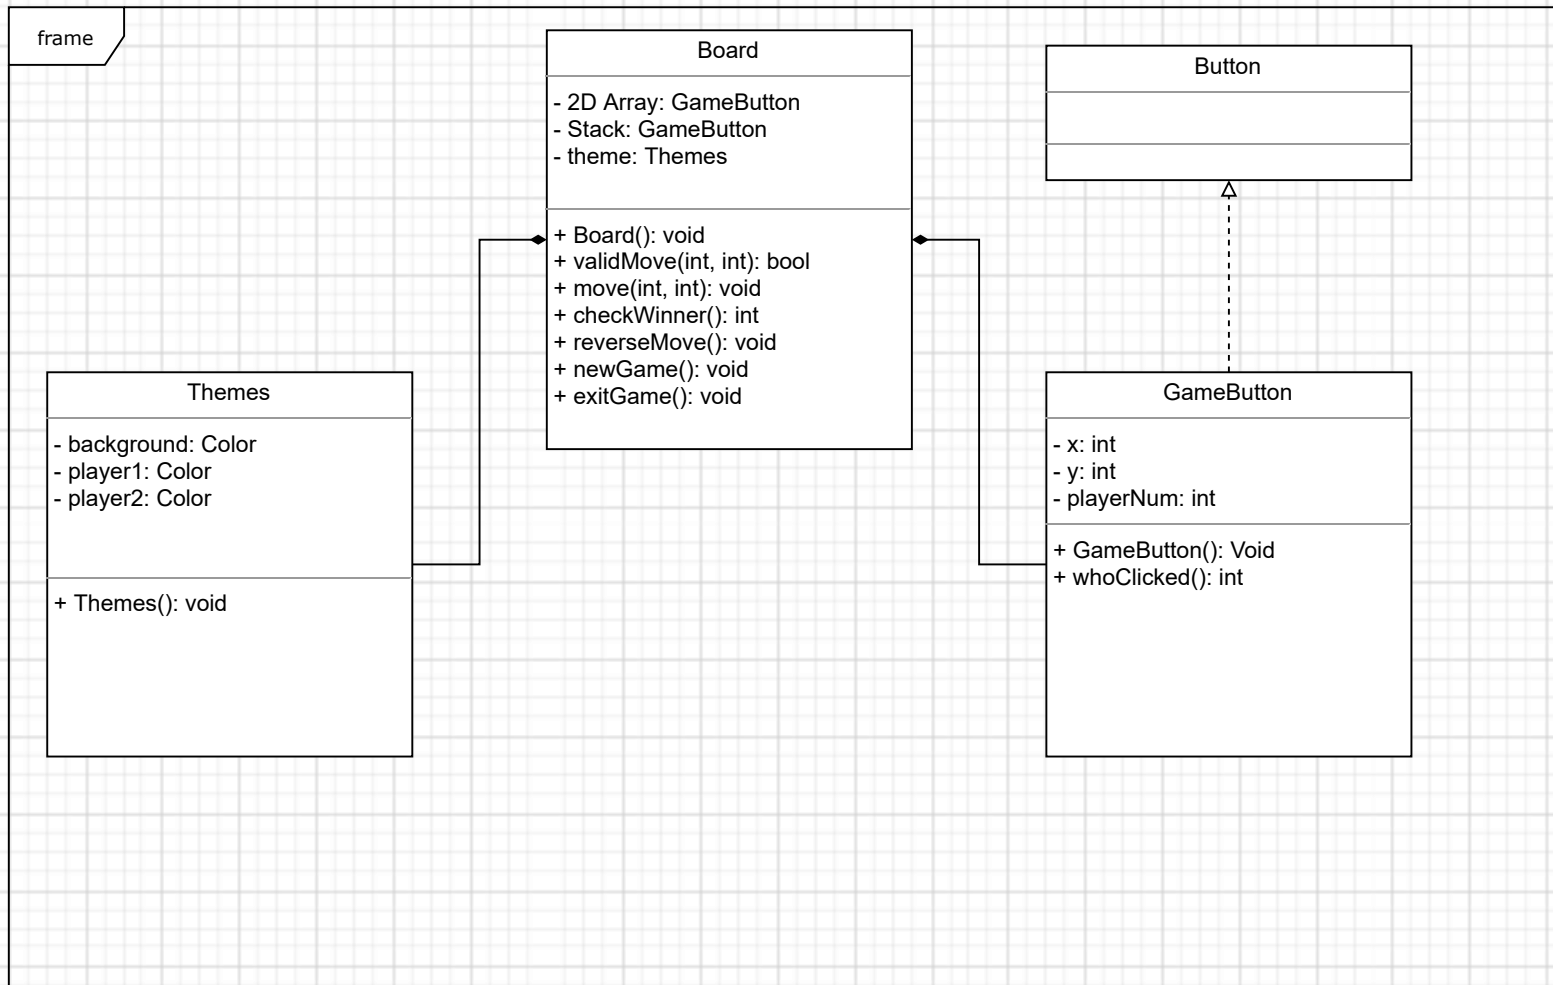 frame
Board
- 2D Array: GameButton
- Stack: GameButton
- theme: Themes
+ Board(): void
+ validMove(int, int): bool
+ move(int, int): void
+ checkWinner(): int
+ reverseMove(): void
+ newGame(): void
+ exitGame(): void
Button
Themes
- background: Color
- player1: Color
- player2: Color
+ Themes(): void
GameButton
- x: int
- y: int
- playerNum: int
+ GameButton(): Void
+ whoClicked(): int